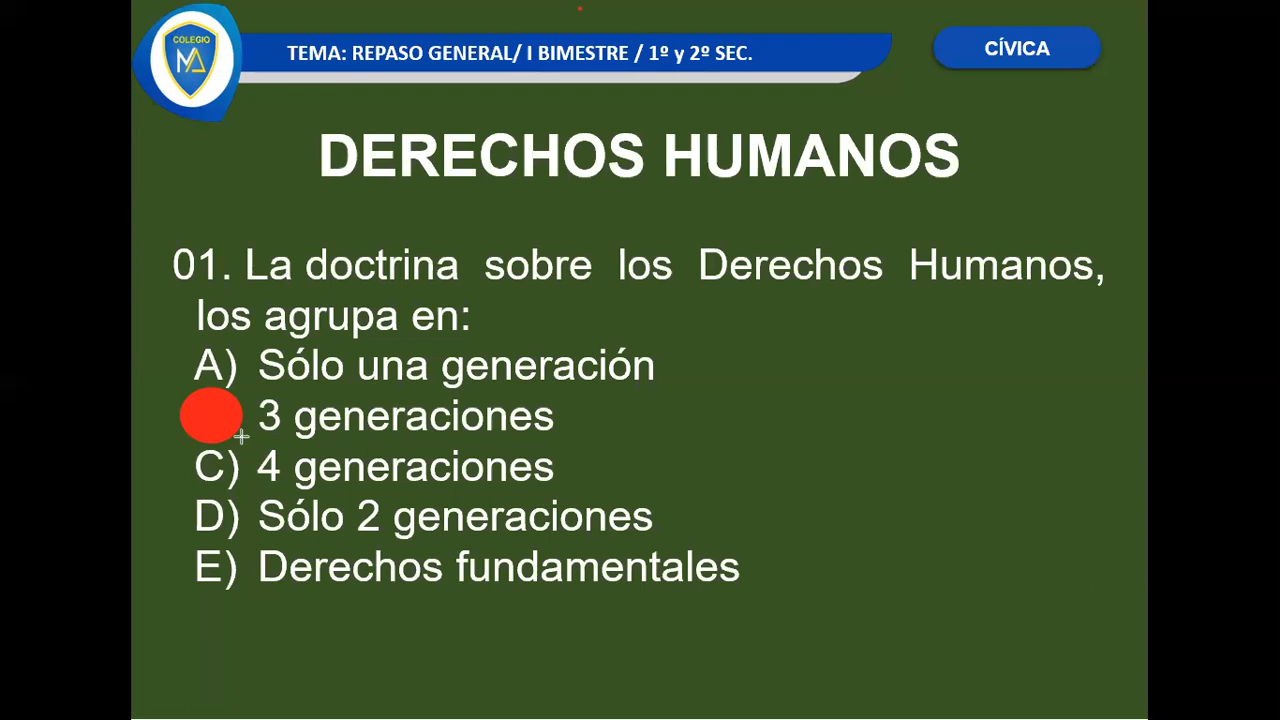 COLEGIO
MA
TEMA: REPASO GENERAL/ I BIMESTRE / 1º y 2º SEC.
CÍVICA
DERECHOS HUMANOS
01. La doctrina sobre los Derechos Humanos,
los agrupa en:
A) Sólo una generación
3 generaciones
C) 4 generaciones
D) Sólo 2 generaciones
E) Derechos fundamentales